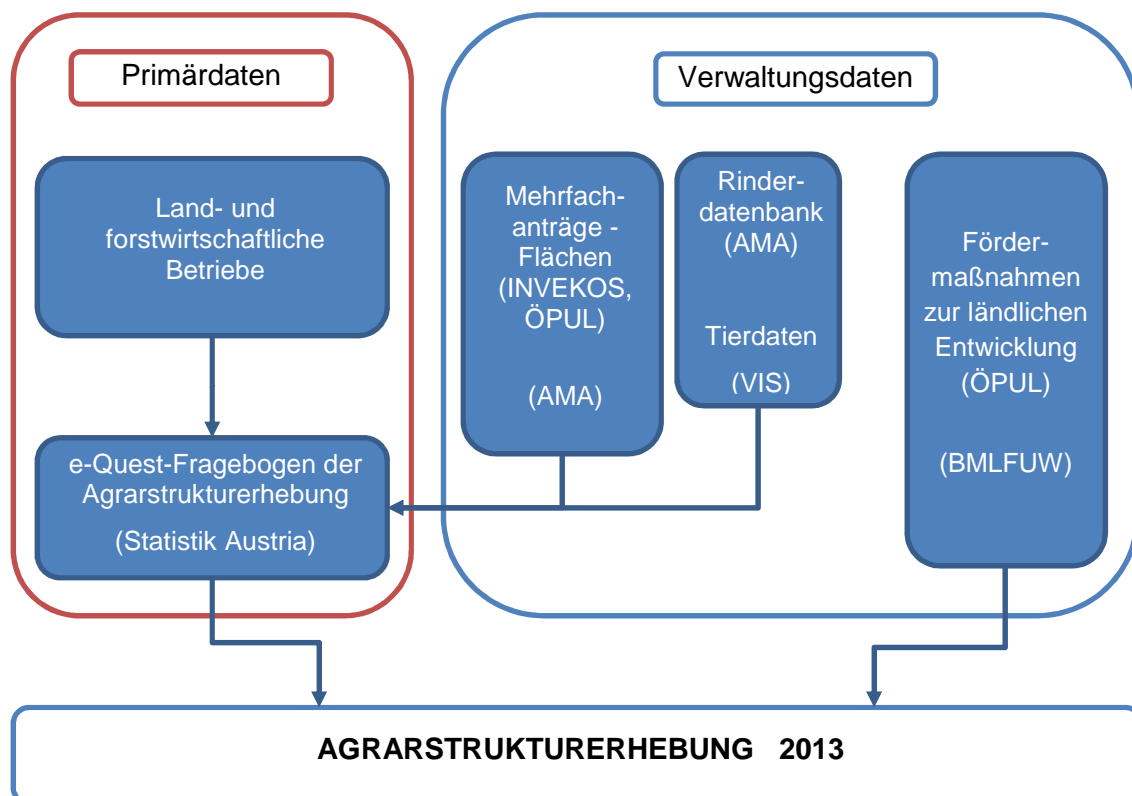 Primärdaten
Land- und
forstwirtschaftliche
Betriebe
e-Quest-Fragebogen der
Agrarstrukturerhebung
(Statistik Austria)
Verwaltungsdaten
Mehrfach-
anträge -
Flächen
(INVEKOS,
ÖPUL)
(AMA)
Rinder-
datenbank
(AMA)
Tierdaten
(VIS)
Förder-
maßnahmen
zur ländlichen
Entwicklung
(ÖPUL)
(BMLFUW)
AGRARSTRUKTURERHEBUNG 2013